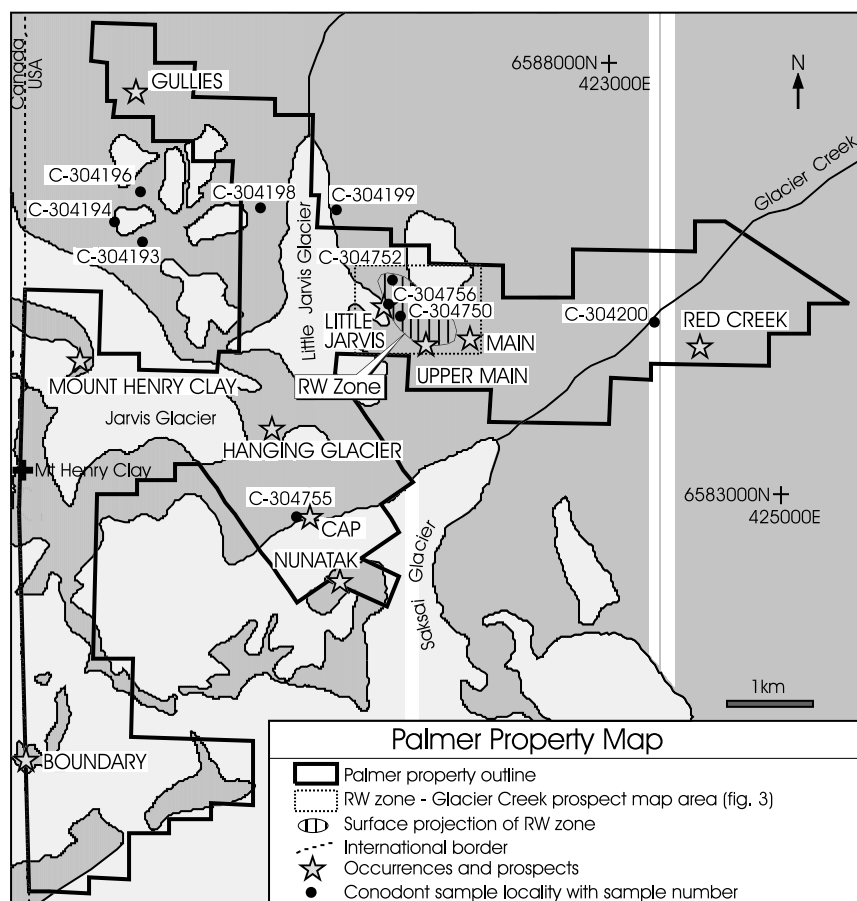 Canada
USA
GULLIES
6588000N
423000E
N
C-304196
C-304198
C-304199
C-304194
C-304193
Glacier Creek
Little Jarvis Glacier
C-304752
C-304756
C-304750
LITTLE
JARVIS
C-304200
RED CREEK
MAIN
UPPER MAIN
RW Zone
MOUNT HENRY CLAY
Jarvis Glacier
HANGING GLACIER
Mt Henry Clay
6583000N
425000E
C-304755
CAP
NUNATAK
Saksai Glacier
1km
BOUNDARY
Palmer Property Map
Palmer property outline
RW zone - Glacier Creek prospect map area (fig. 3)
Surface projection of RW zone
International border
Occurrences and prospects
Conodont sample locality with sample number